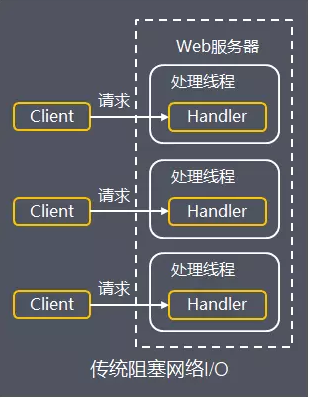 Web服务器
处理线程
请求
Client
Handler
处理线程
请求
Client
Handler
处理线程
请求
Client
Handler
传统阻塞网络I/O